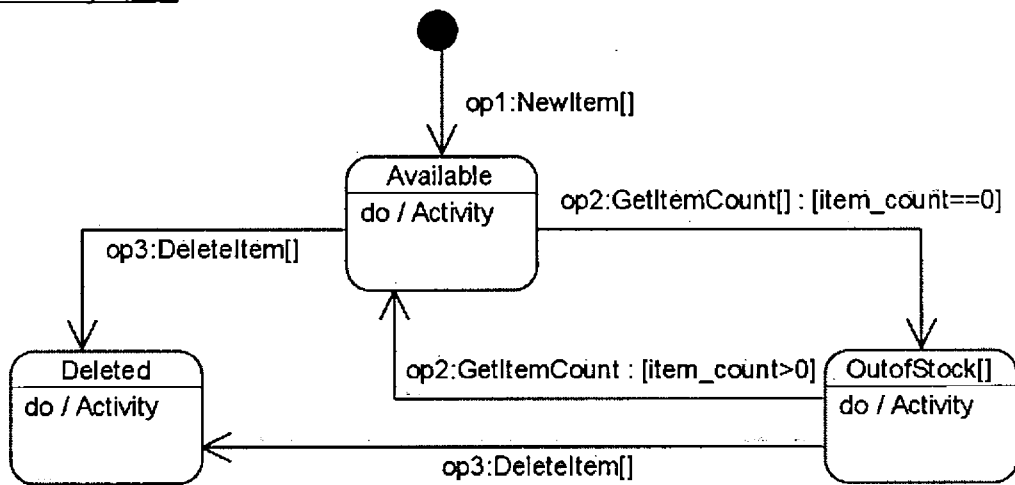 op1:NewItem[]
Available
do / Activity
op2:GetItemCount[] : [item_count==0]
op3:DeleteItem[]
Deleted
do / Activity
op2:GetItemCount : [item_count>0]
OutofStock[]
do / Activity
op3:DeleteItem[]